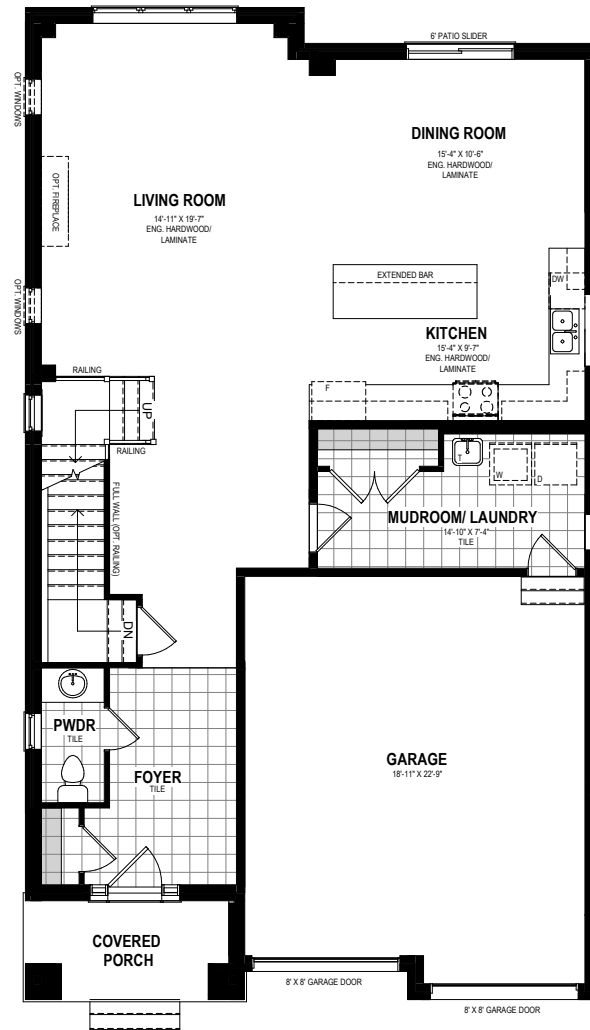 6' PATIO SLIDER
OPT. WINDOWS
DINING ROOM
15'-4" X 10'-6"
ENG. HARDWOOD/
LAMINATE
OPT. FIREPLACE
LIVING ROOM
14'-11" X 19'-7"
ENG. HARDWOOD/
LAMINATE
EXTENDED BAR
DW
OPT. WINDOWS
KITCHEN
15'-4" X 9'-7"
ENG. HARDWOOD/
LAMINATE
RAILING
F
UP
RAILING
T
W
D
FULL WALL (OPT. RAILING)
MUDROOM/ LAUNDRY
14'-10" X 7'-4"
TILE
DN
PWDR
TILE
FOYER
TILE
GARAGE
18'-11" X 22'-9"
COVERED
PORCH
8' X 8' GARAGE DOOR
8' X 8' GARAGE DOOR